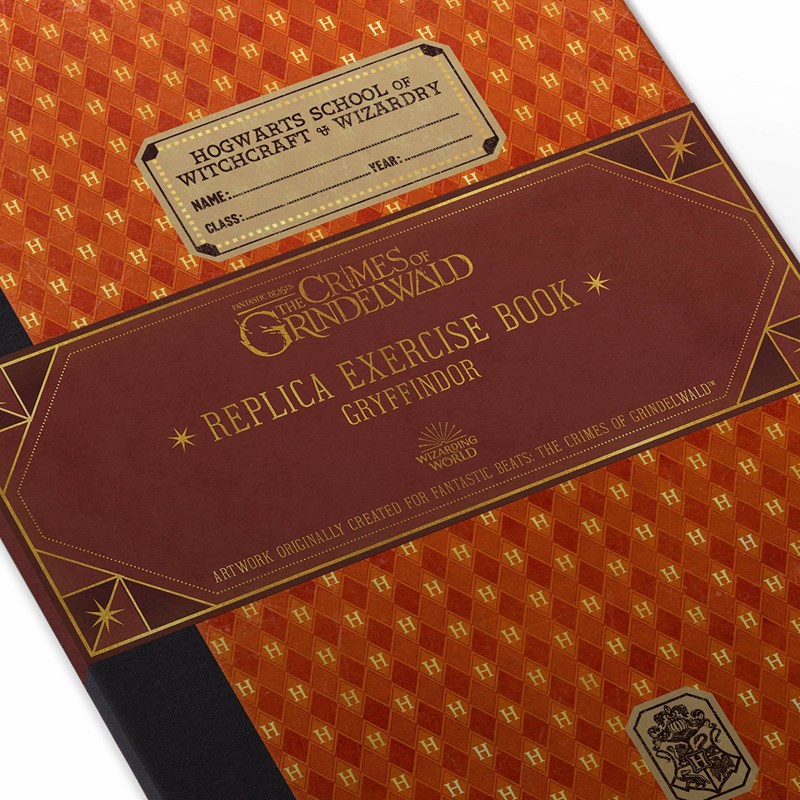 HOGWARTS SCHOOL OF
WITCHCRAFT & WIZARDRY
NAME:
YEAR:
CLASS:
FANTASTIC BEASTS
THE CRIMES OF
GRINDELWALD
REPLICA EXERCISE BOOK
GRYFFINDOR
WIZARDING
WORLD
ARTWORK ORIGINALLY CREATED FOR FANTASTIC BEATS: THE CRIMES OF GRINDELWALD™